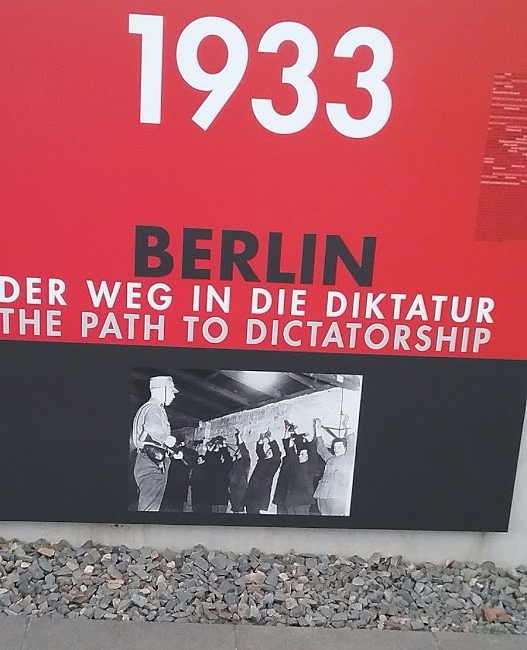 1933
BERLIN
DER WEG IN DIE DIKTATUR
THE PATH TO DICTATORSHIP